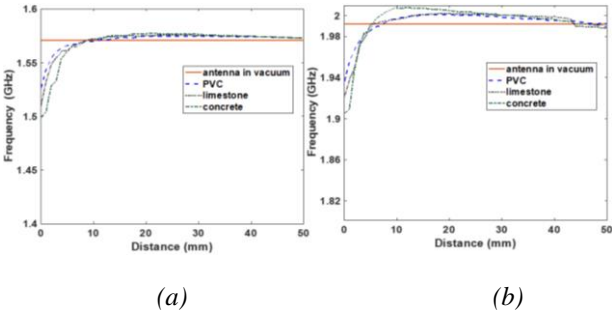 1.6
1.55
1.5
1.45
1.4
Frequency (GHz)
0 10 20 30 40 50
Distance (mm)
antenna in vacuum
PVC
limestone
concrete
(a)
2
1.98
1.94
1.9
1.86
1.82
Frequency (GHz)
0 10 20 30 40 50
Distance (mm)
antenna in vacuum
PVC
limestone
concrete
(b)